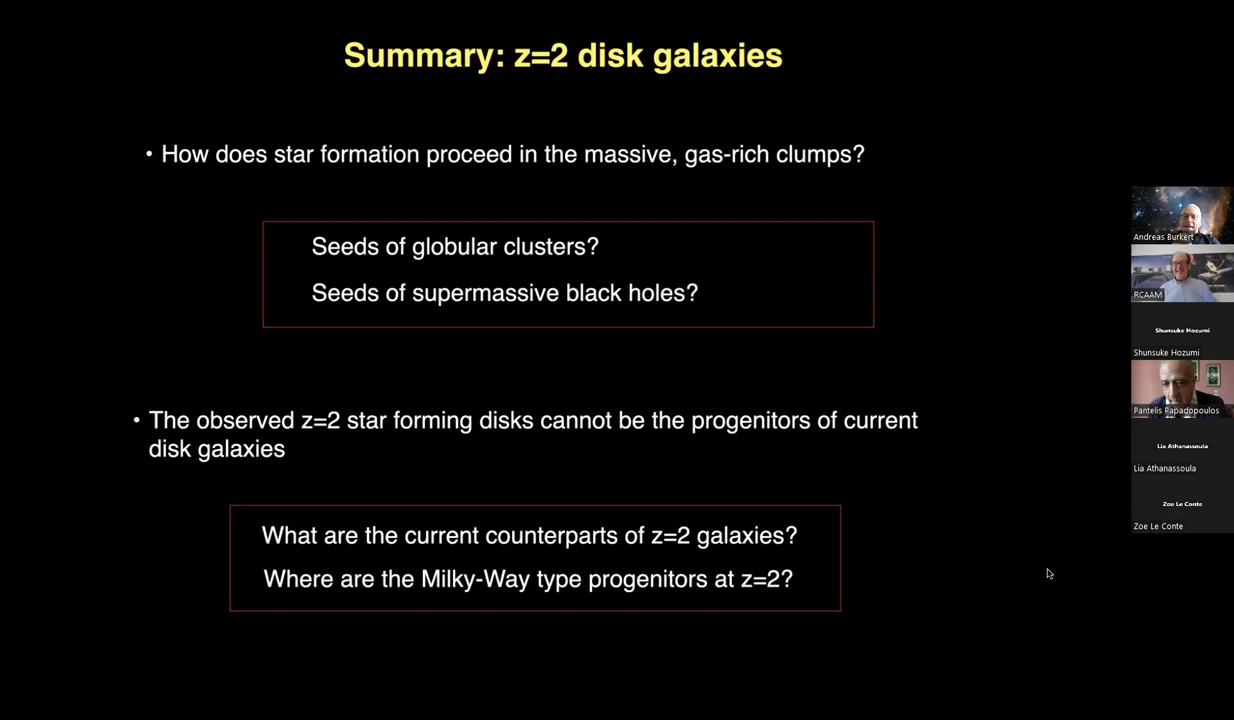 Summary: z=2 disk galaxies
• How does star formation proceed in the massive, gas-rich clumps?
Seeds of globular clusters?
Seeds of supermassive black holes?
• The observed z=2 star forming disks cannot be the progenitors of current
disk galaxies
What are the current counterparts of z=2 galaxies?
Where are the Milky-Way type progenitors at z=2?
Andreas Burkert
RCAAM
Shunsuke Hozumi
Shunsuke Hozumi
Pantelis Papadopoulos
Lia Athanassoula
Lia Athanassoula
Zoe Le Conte
Zoe Le Conte